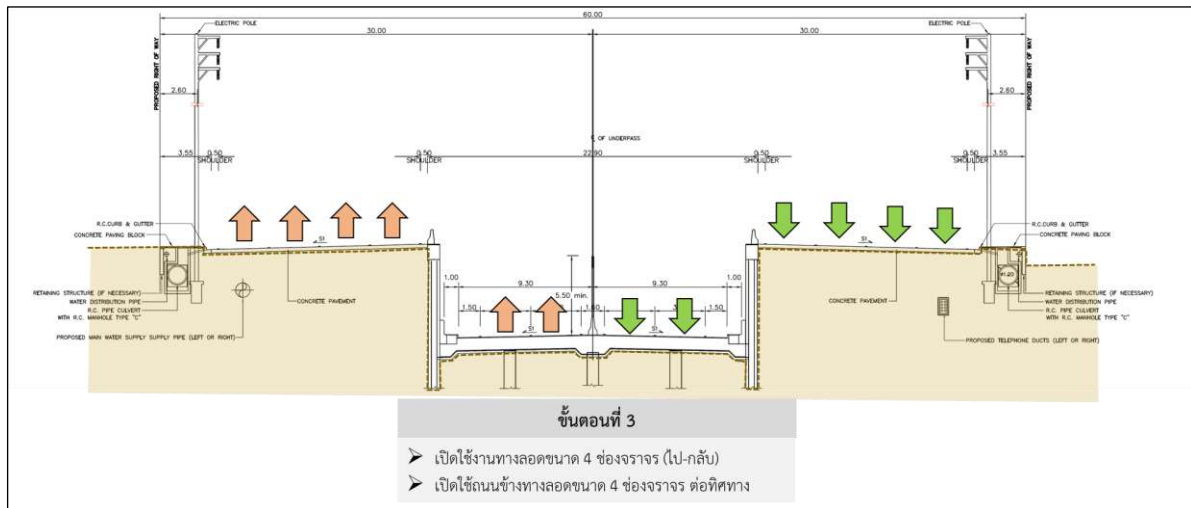 60.00
ELECTRIC POLE
ELECTRIC POLE
30.00
30.00
PROPOSED RIGHT OF WAY
PROPOSED RIGHT OF WAY
2.60
2.60
℄ OF UNDERPASS
3.55
0.50
0.50
22.90
0.50
0.50
3.55
SHOULDER
SHOULDER
SHOULDER
SHOULDER
R.C.CURB & GUTTER
CONCRETE PAVING BLOCK
R.C.CURB & GUTTER
CONCRETE PAVING BLOCK
1.00
9.30
9.30
1.00
5.50 min.
1.50
1.50
1.50
φ1.20
RETAINING STRUCTURE (IF NECESSARY)
WATER DISTRIBUTION PIPE
R.C. PIPE CULVERT
WITH R.C. MANHOLE TYPE "C"
CONCRETE PAVEMENT
CONCRETE PAVEMENT
RETAINING STRUCTURE (IF NECESSARY)
WATER DISTRIBUTION PIPE
R.C. PIPE CULVERT
WITH R.C. MANHOLE TYPE "C"
PROPOSED MAIN WATER SUPPLY SUPPLY PIPE (LEFT OR RIGHT)
PROPOSED TELEPHONE DUCTS (LEFT OR RIGHT)
ขั้นตอนที่ 3
➢ เปิดใช้งานทางลอดขนาด 4 ช่องจราจร (ไป-กลับ)
➢ เปิดใช้ถนนข้างทางลอดขนาด 4 ช่องจราจร ต่อทิศทาง